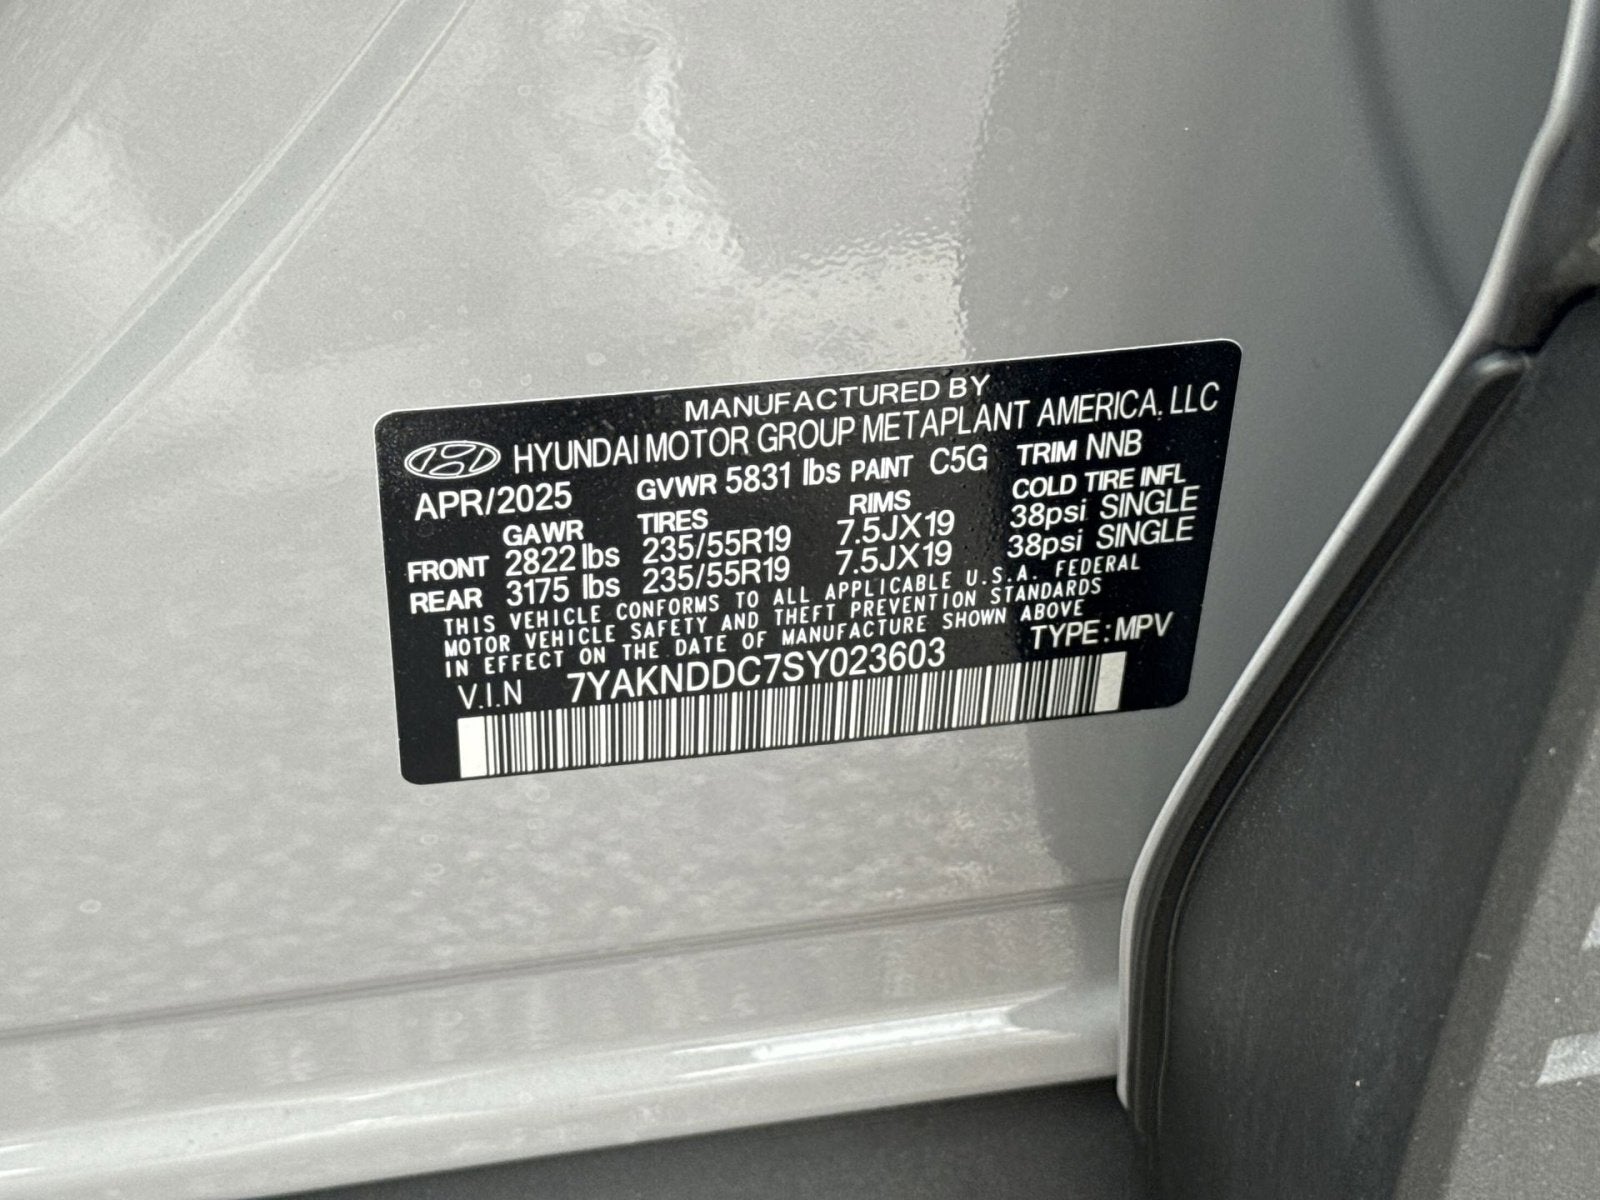 MANUFACTURED BY
HYUNDAI MOTOR GROUP METAPLANT AMERICA, LLC
APR/2025 GVWR 5831 lbs PAINT C5G TRIM NNB
GAWR TIRES RIMS COLD TIRE INFL
FRONT 2822 lbs 235/55R19 7.5JX19 38psi SINGLE
REAR 3175 lbs 235/55R19 7.5JX19 38psi SINGLE
THIS VEHICLE CONFORMS TO ALL APPLICABLE U.S.A. FEDERAL
MOTOR VEHICLE SAFETY AND THEFT PREVENTION STANDARDS
IN EFFECT ON THE DATE OF MANUFACTURE SHOWN ABOVE
V.I.N 7YAKNDDC7SY023603 TYPE:MPV